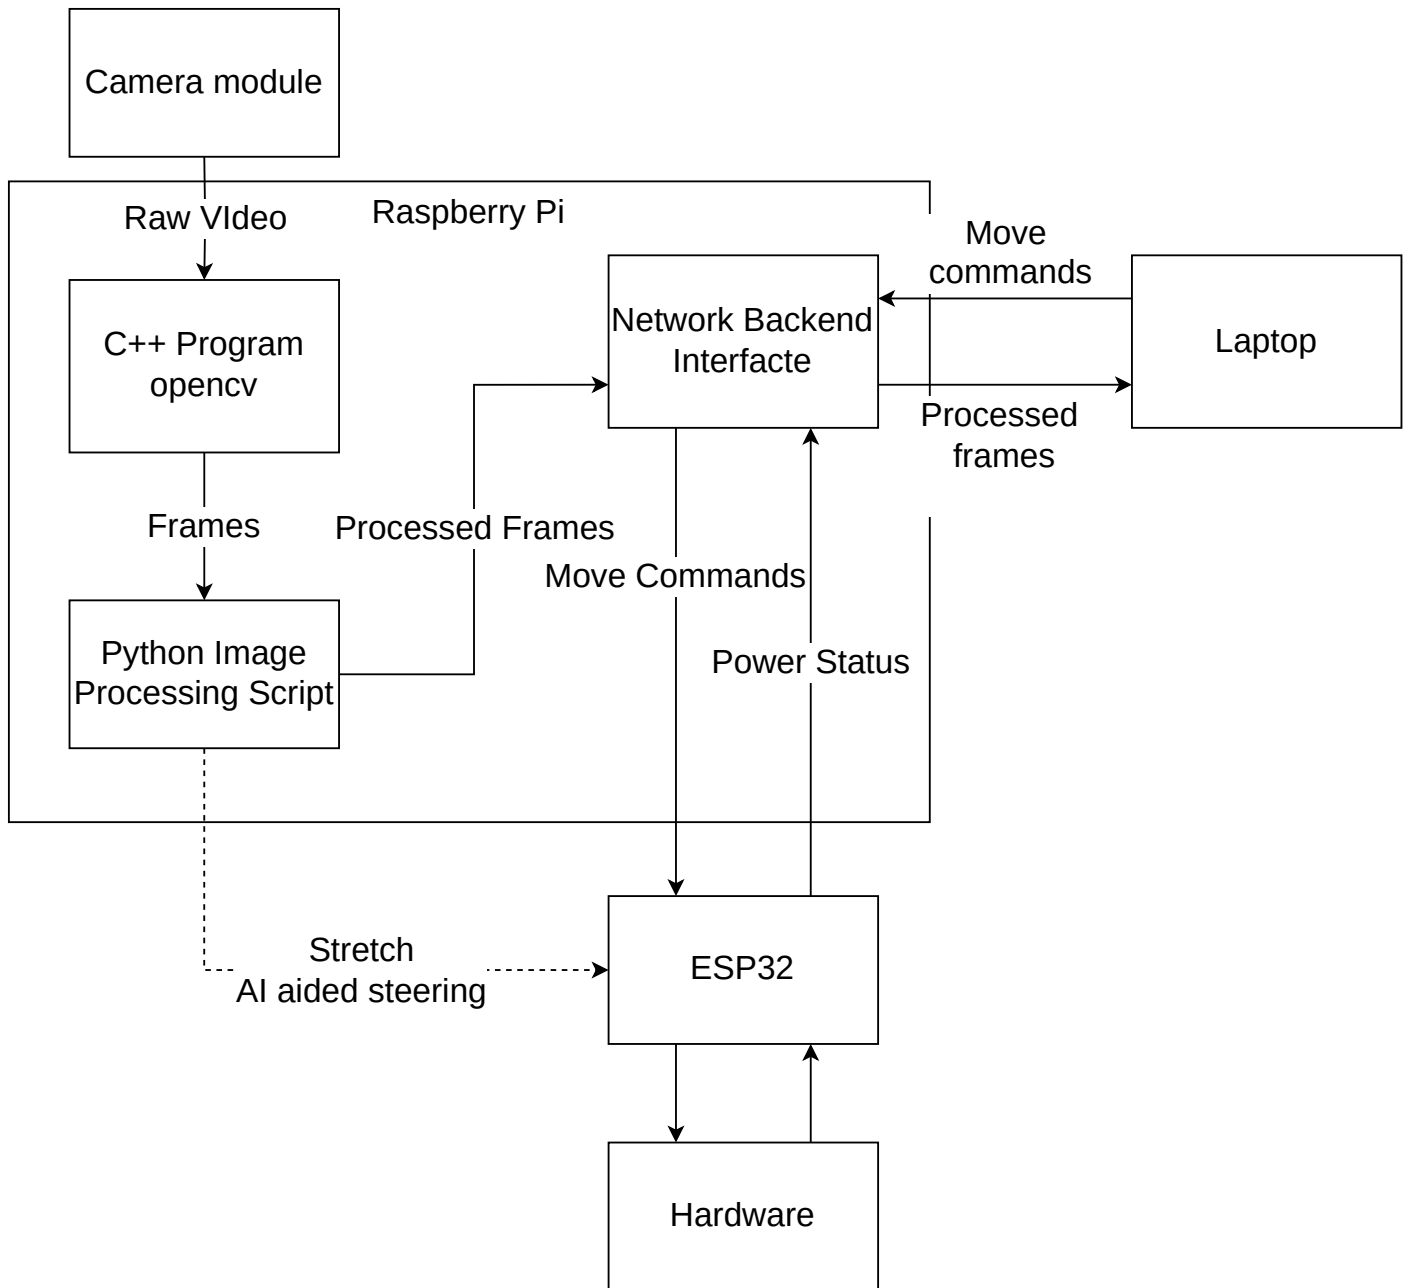 Camera module
Raw VIdeo
Raspberry Pi
C++ Program
opencv
Frames
Python Image
Processing Script
Processed Frames
Network Backend
Interfacte
Move
commands
Laptop
Processed
frames
Move Commands
Power Status
Stretch
AI aided steering
ESP32
Hardware